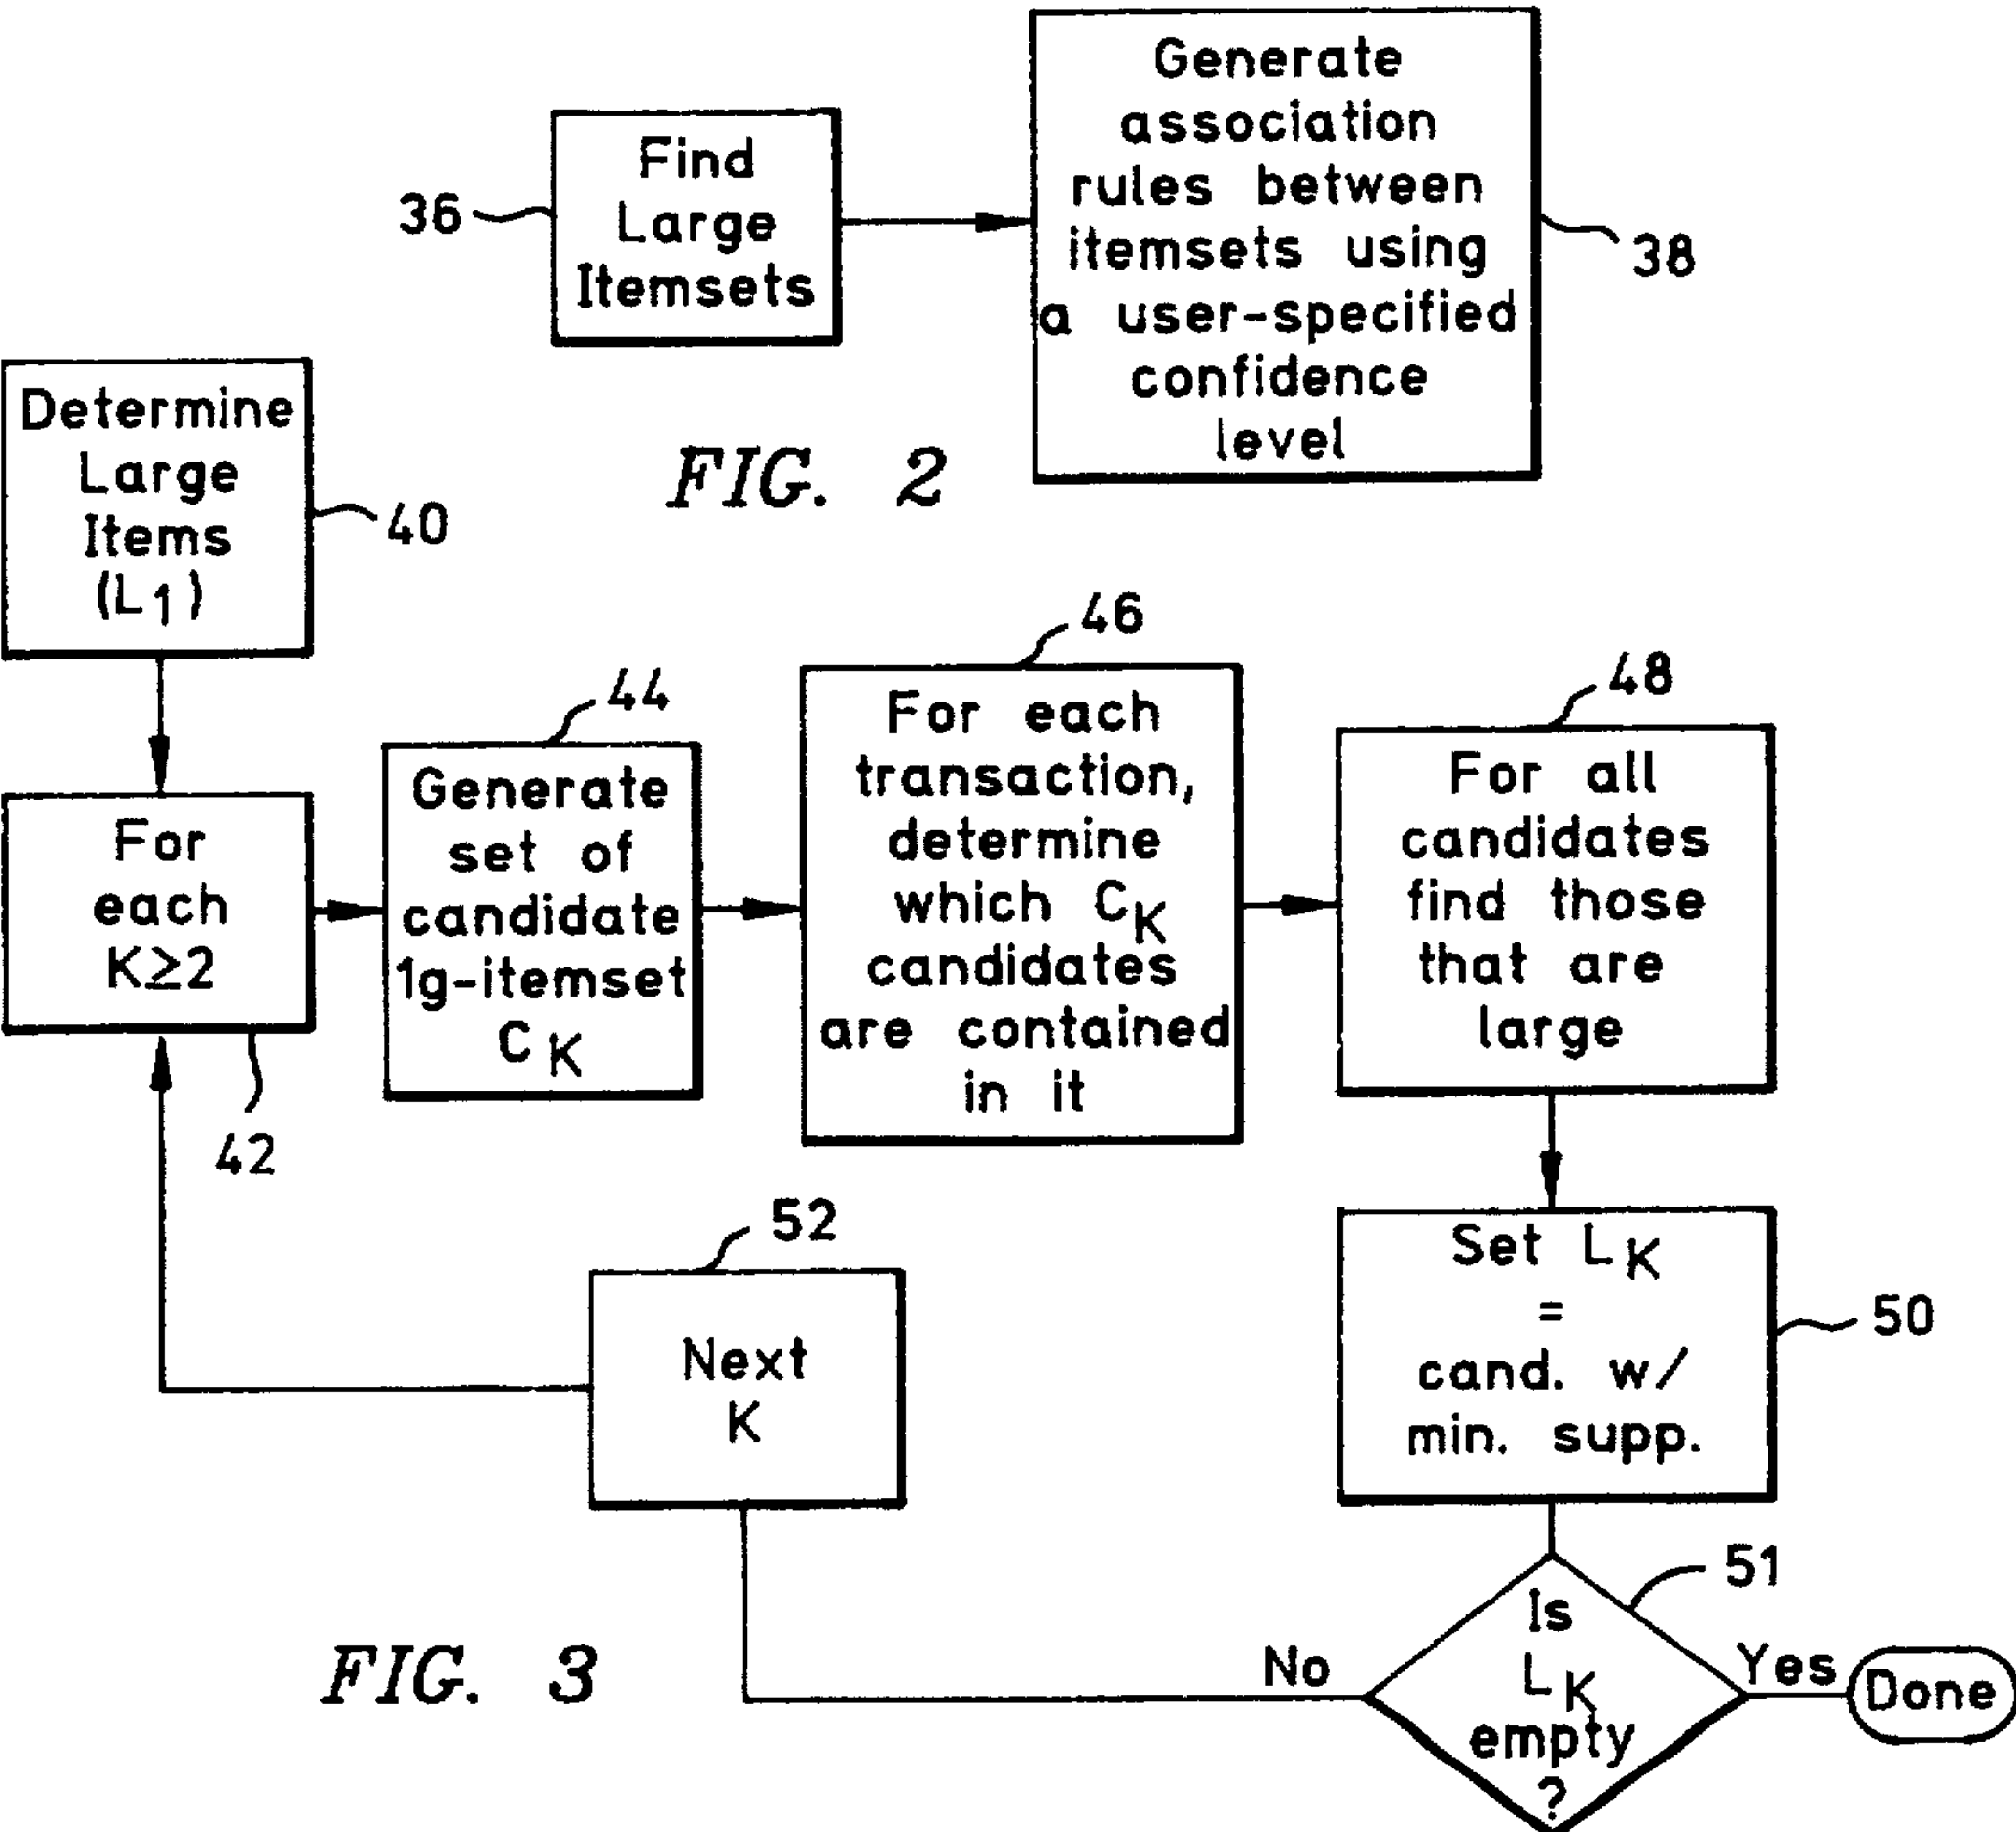 36
Find
Large
Itemsets
Generate
association
rules between
itemsets using
a user-specified
confidence
level
38
FIG. 2
Determine
Large
Items
(L1)
40
For
each
K≥2
42
44
Generate
set of
candidate
1g-itemset
CK
46
For each
transaction,
determine
which CK
candidates
are contained
in it
48
For all
candidates
find those
that are
large
Set LK
=
cand. w/
min. supp.
50
51
Is
LK
empty
?
Yes
Done
No
52
Next
K
FIG. 3